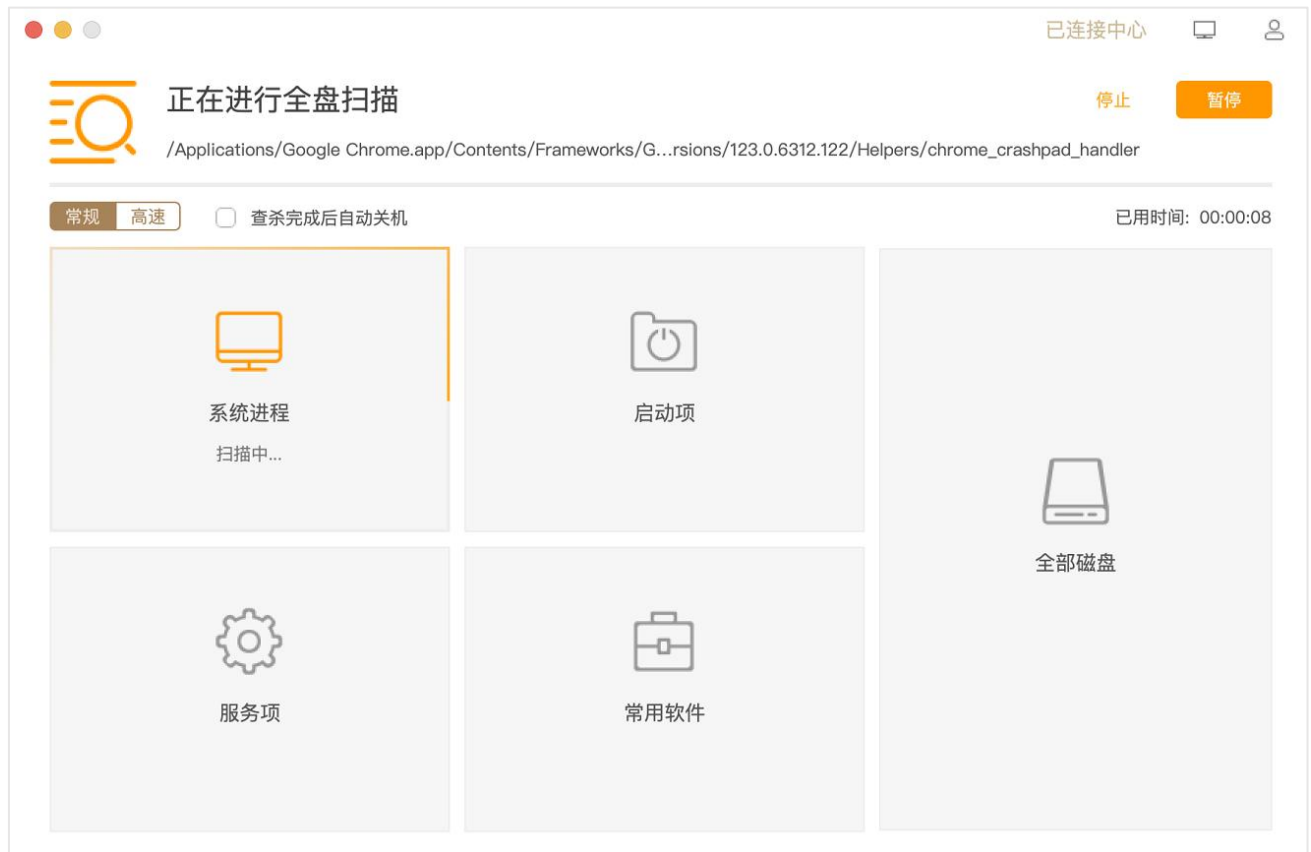 已连接中心
正在进行全盘扫描
停止
暂停
/Applications/Google Chrome.app/Contents/Frameworks/G...rsions/123.0.6312.122/Helpers/chrome_crashpad_handler
常规 高速
查杀完成后自动关机
已用时间: 00:00:08
系统进程
扫描中...
启动项
全部磁盘
服务项
常用软件